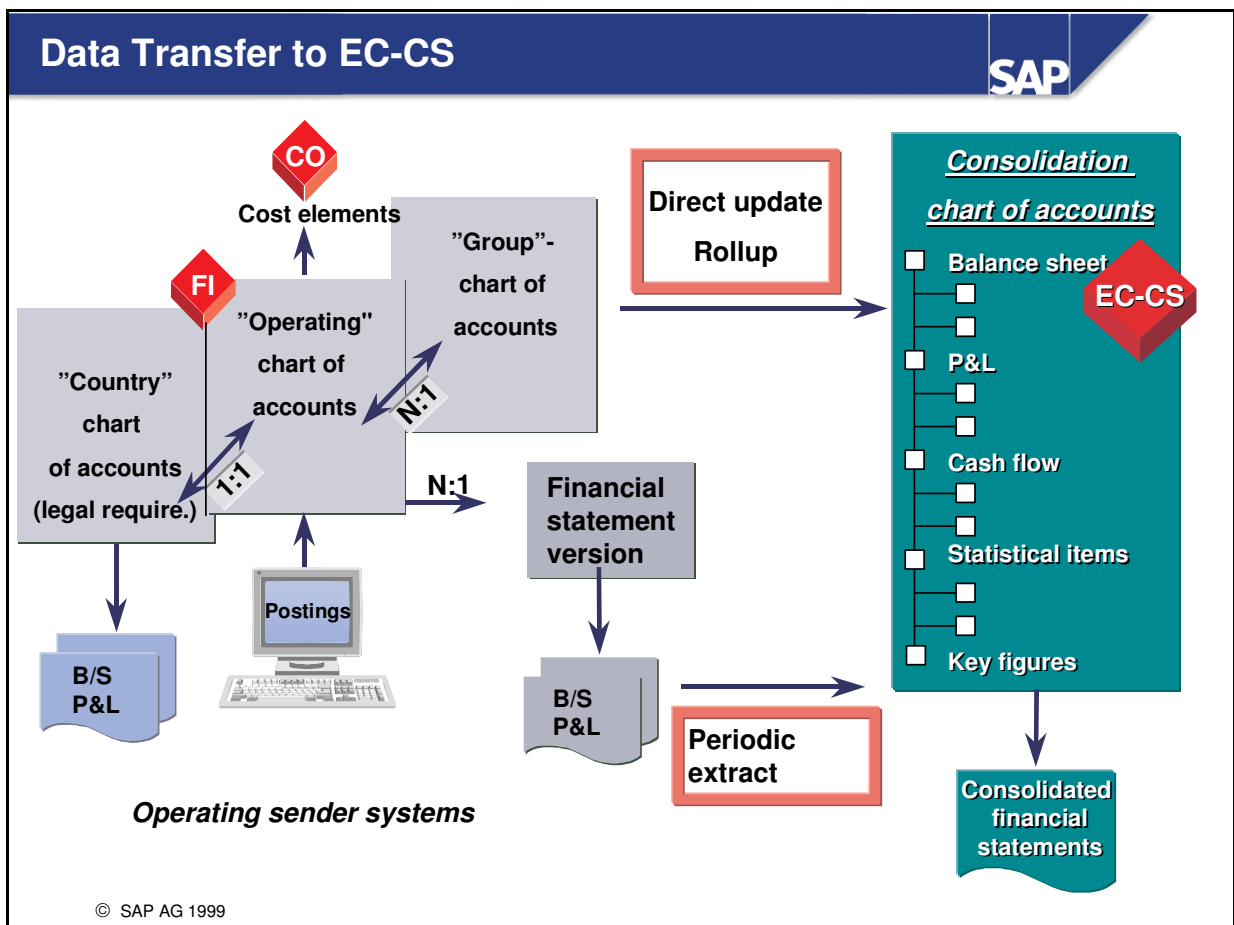 Data Transfer to EC-CS
SAP
CO
Cost elements
FI
”Country”
chart
of accounts
(legal require.)
1:1
”Operating"
chart of
accounts
N:1
”Group”-
chart of
accounts
Direct update
Rollup
Consolidation
chart of accounts
EC-CS
Balance sheet
P&L
Cash flow
Statistical items
Key figures
N:1
Financial
statement
version
Postings
B/S
P&L
B/S
P&L
Periodic
extract
Consolidated
financial
statements
Operating sender systems
© SAP AG 1999